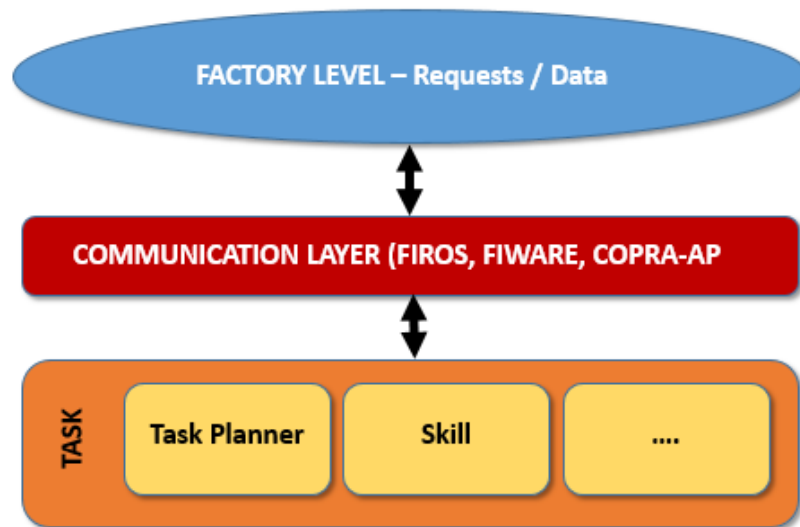 FACTORY LEVEL – Requests / Data
COMMUNICATION LAYER (FIROS, FIWARE, COPRA-AP
TASK
Task Planner
Skill
....